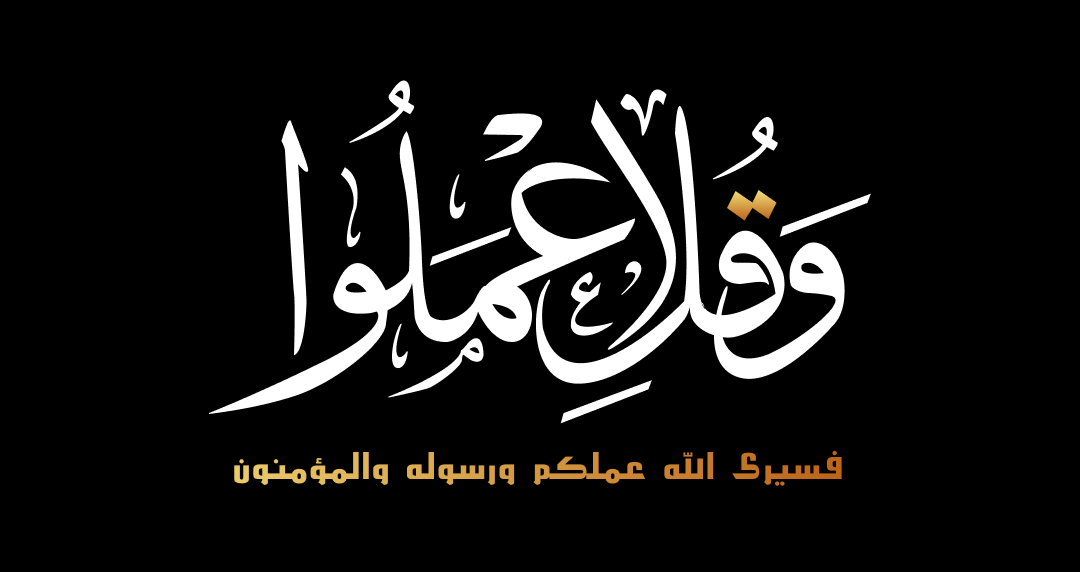 وَقُلِ اعْمَلُوا
فسيرى الله عملكم ورسوله والمؤمنون